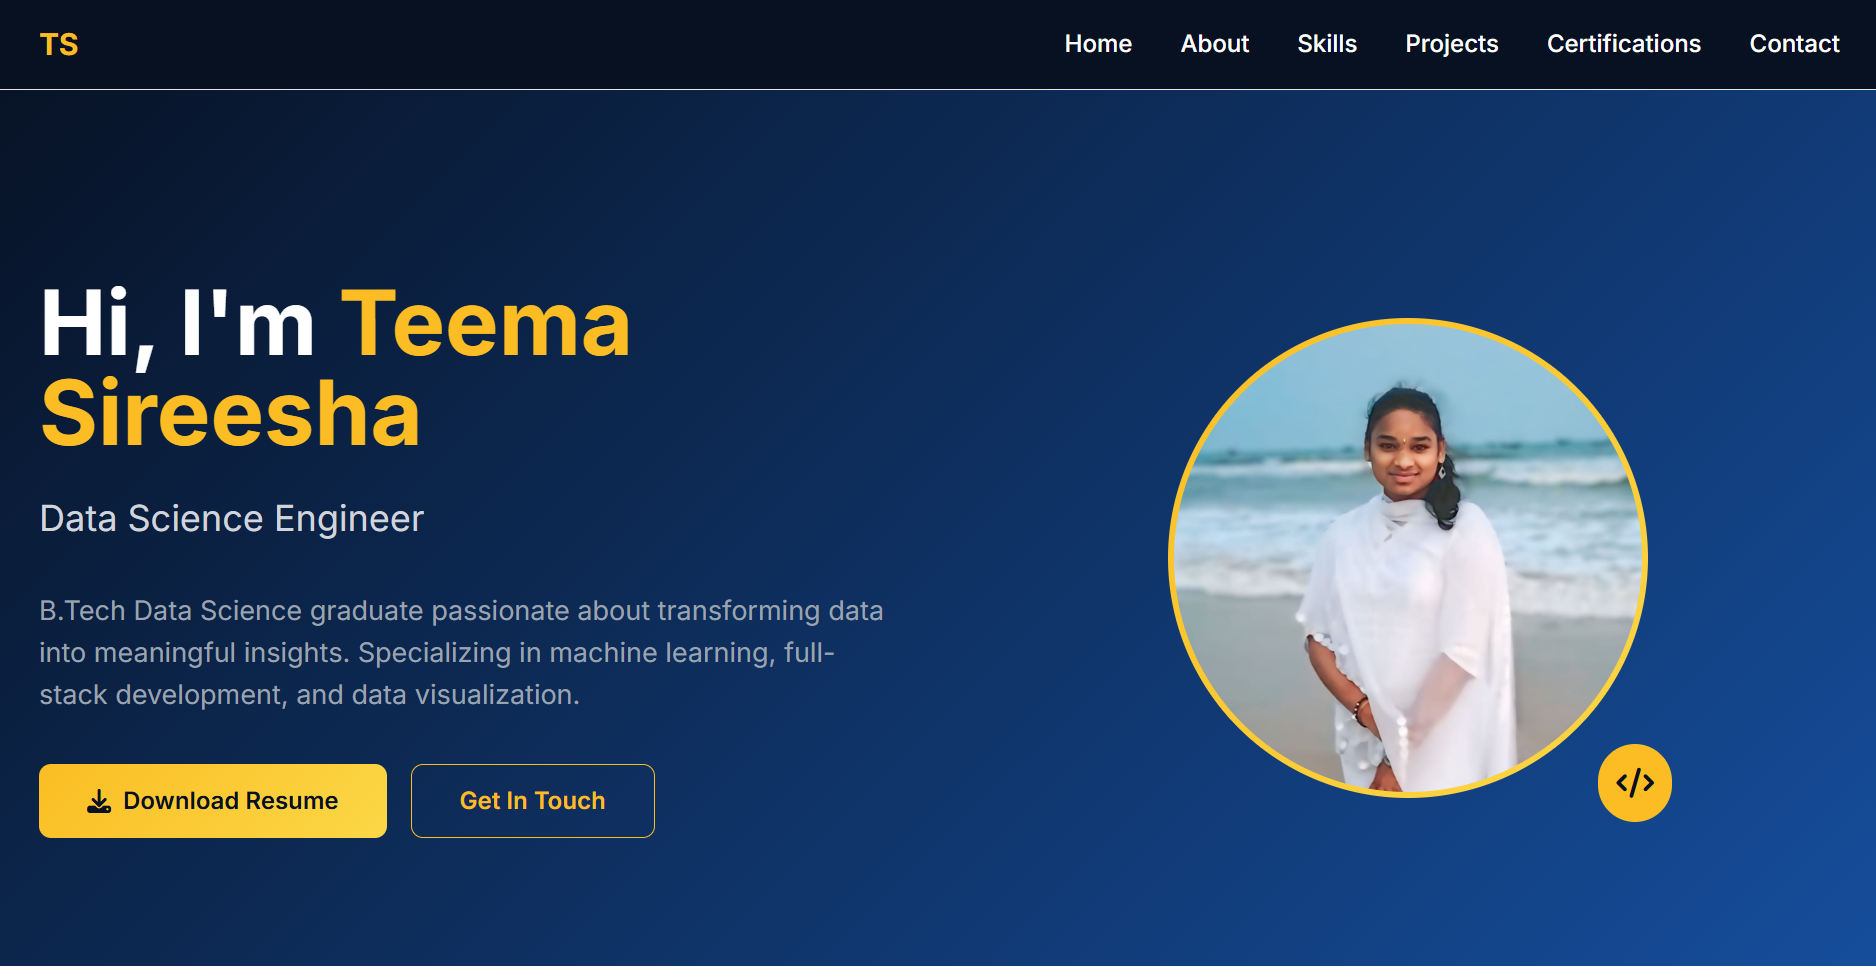 TS
Home About Skills Projects Certifications Contact
Hi, I'm Teema
Sireesha
Data Science Engineer
B.Tech Data Science graduate passionate about transforming data
into meaningful insights. Specializing in machine learning, full-
stack development, and data visualization.
Download Resume
Get In Touch